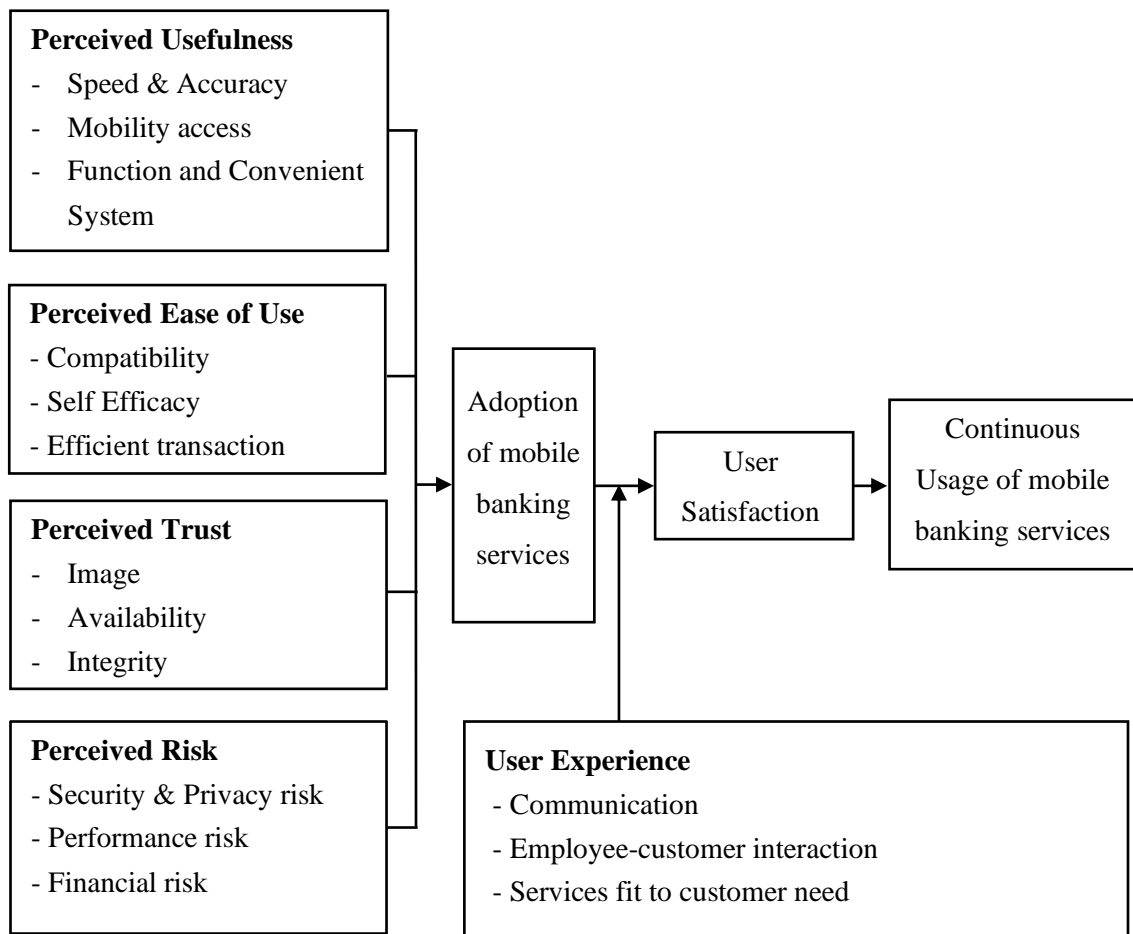 Perceived Usefulness
- Speed & Accuracy
- Mobility access
- Function and Convenient
System
Perceived Ease of Use
- Compatibility
- Self Efficacy
- Efficient transaction
Perceived Trust
- Image
- Availability
- Integrity
Perceived Risk
- Security & Privacy risk
- Performance risk
- Financial risk
Adoption
of mobile
banking
services
User
Satisfaction
Continuous
Usage of mobile
banking services
User Experience
- Communication
- Employee-customer interaction
- Services fit to customer need